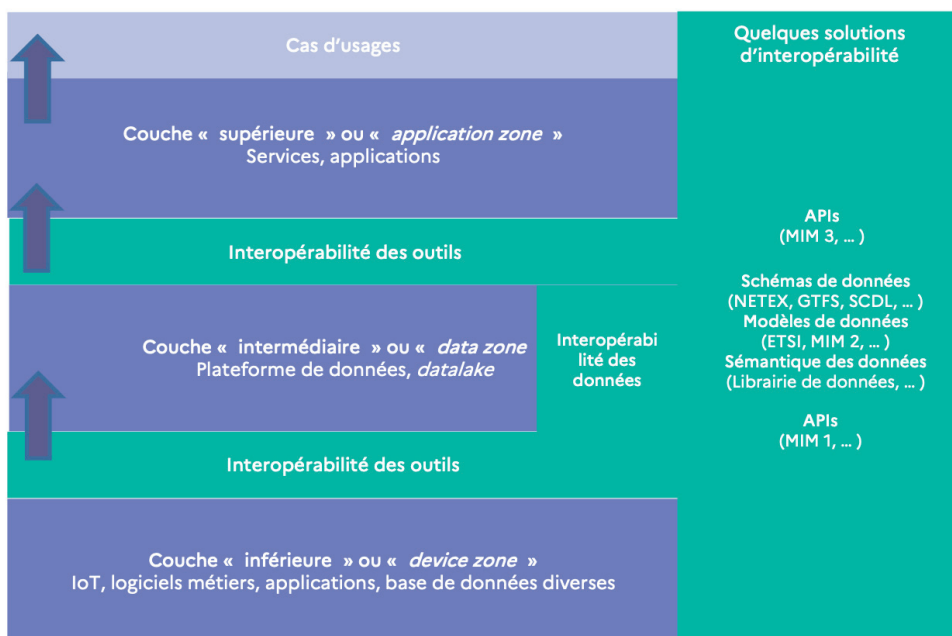 Cas d'usages
Couche « supérieure » ou « application zone »
Services, applications
Interopérabilité des outils
Couche « intermédiaire » ou « data zone
Plateforme de données, datalake
Interopérabi
lité des
données
Interopérabilité des outils
Couche « inférieure » ou « device zone »
IoT, logiciels métiers, applications, base de données diverses
Quelques solutions
d'interopérabilité
APIs
(MIM 3, ... )
Schémas de données
(NETEX, GTFS, SCDL, ... )
Modèles de données
(ETSI, MIM 2, ... )
Sémantique des données
(Librairie de données, ... )
APIs
(MIM 1, ... )